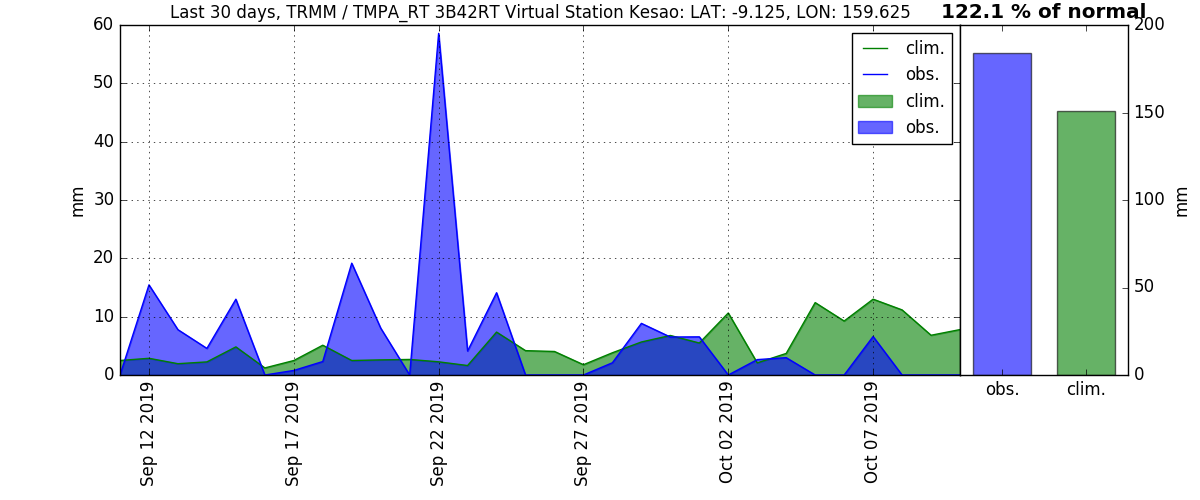 Last 30 days, TRMM / TMPA_RT 3B42RT Virtual Station Kesao: LAT: -9.125, LON: 159.625
122.1 % of normal
60
50
40
30
20
10
0
mm
clim.
obs.
clim.
obs.
Sep 12 2019
Sep 17 2019
Sep 22 2019
Sep 27 2019
Oct 02 2019
Oct 07 2019
200
150
100
50
0
mm
obs.
clim.